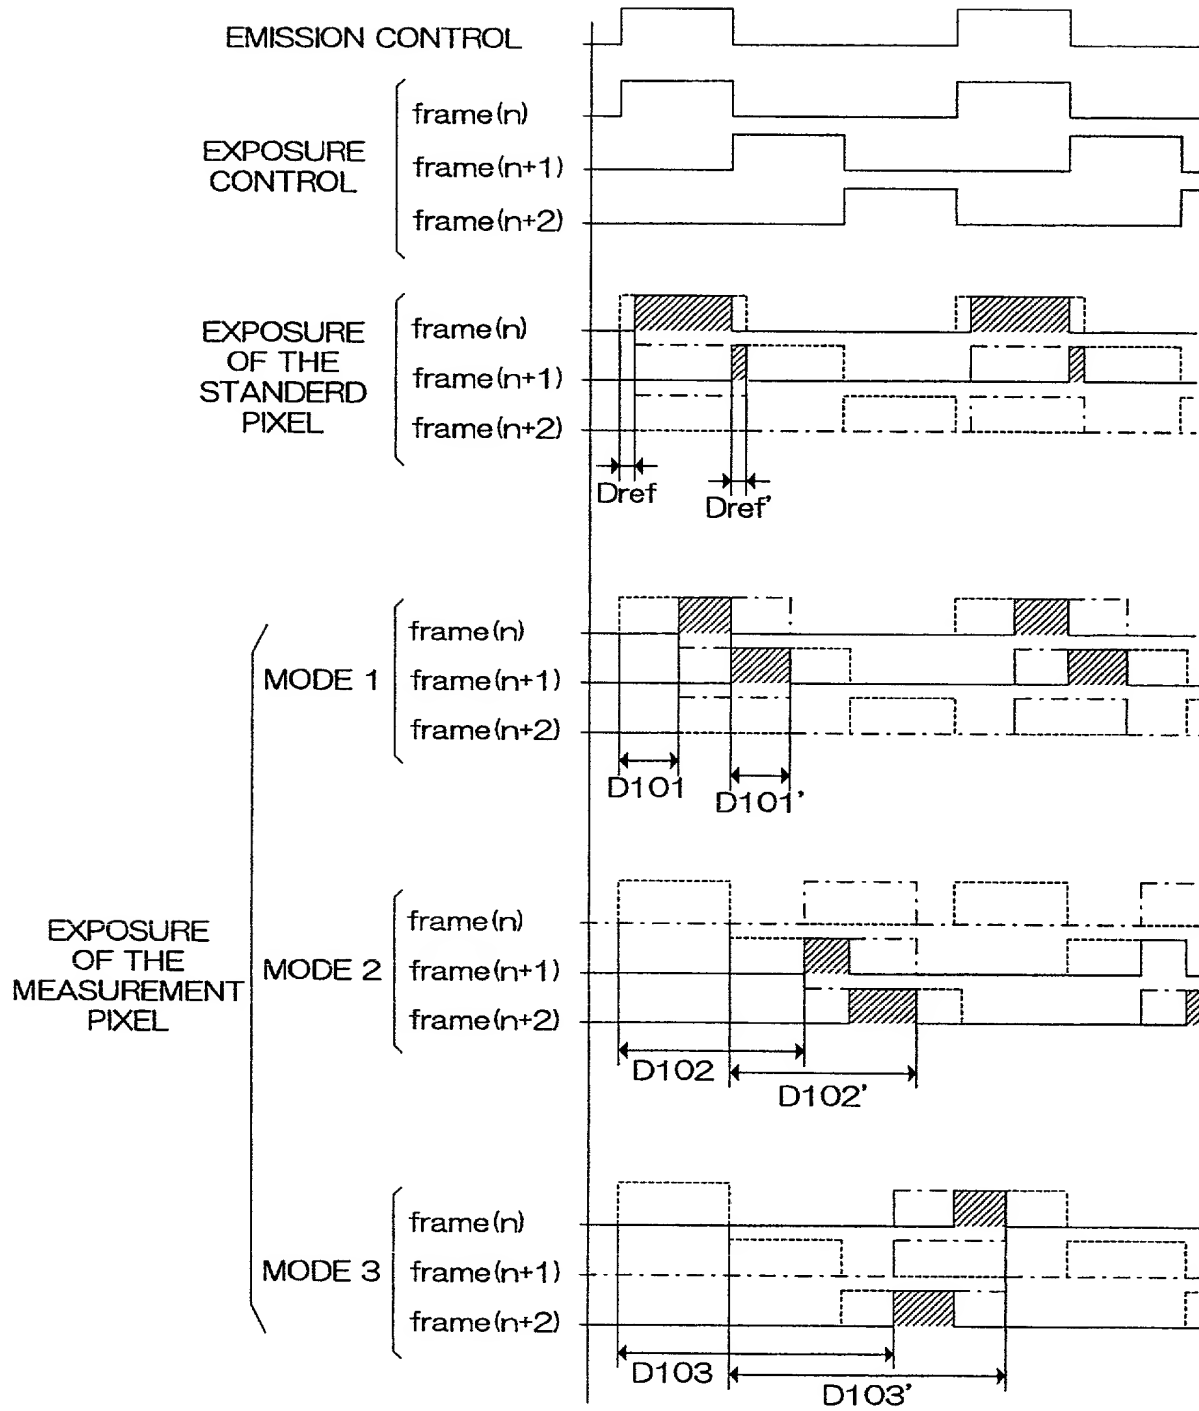 EMISSION CONTROL
EXPOSURE
CONTROL
frame(n)
frame(n+1)
frame(n+2)
EXPOSURE
OF THE
STANDERD
PIXEL
frame(n)
frame(n+1)
frame(n+2)
Dref
Dref'
EXPOSURE
OF THE
MEASUREMENT
PIXEL
MODE 1
frame(n)
frame(n+1)
frame(n+2)
D101
D101'
MODE 2
frame(n)
frame(n+1)
frame(n+2)
D102
D102'
MODE 3
frame(n)
frame(n+1)
frame(n+2)
D103
D103'